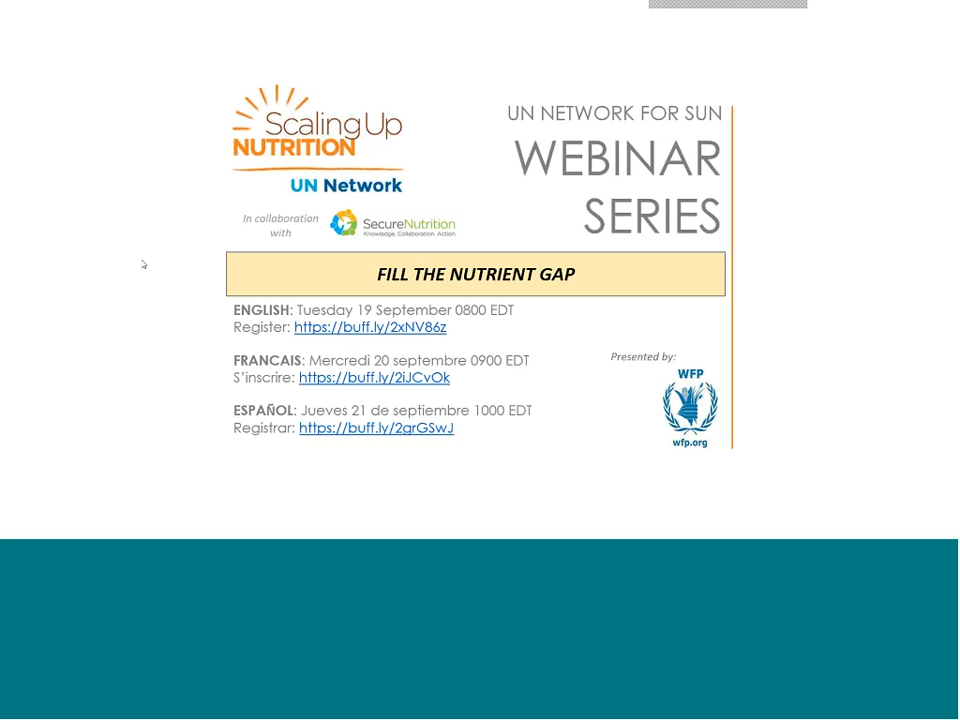 Scaling Up
NUTRITION
UN Network
In collaboration
with
SecureNutrition
Knowledge. Collaboration. Action.
UN NETWORK FOR SUN
WEBINAR
SERIES
FILL THE NUTRIENT GAP
ENGLISH: Tuesday 19 September 0800 EDT
Register: https://buff.ly/2xNV86z
FRANCAIS: Mercredi 20 septembre 0900 EDT
S'inscrire: https://buff.ly/2iJCvOk
ESPAÑOL: Jueves 21 de septiembre 1000 EDT
Registrar: https://buff.ly/2grGSwJ
Presented by:
WFP
wfp.org